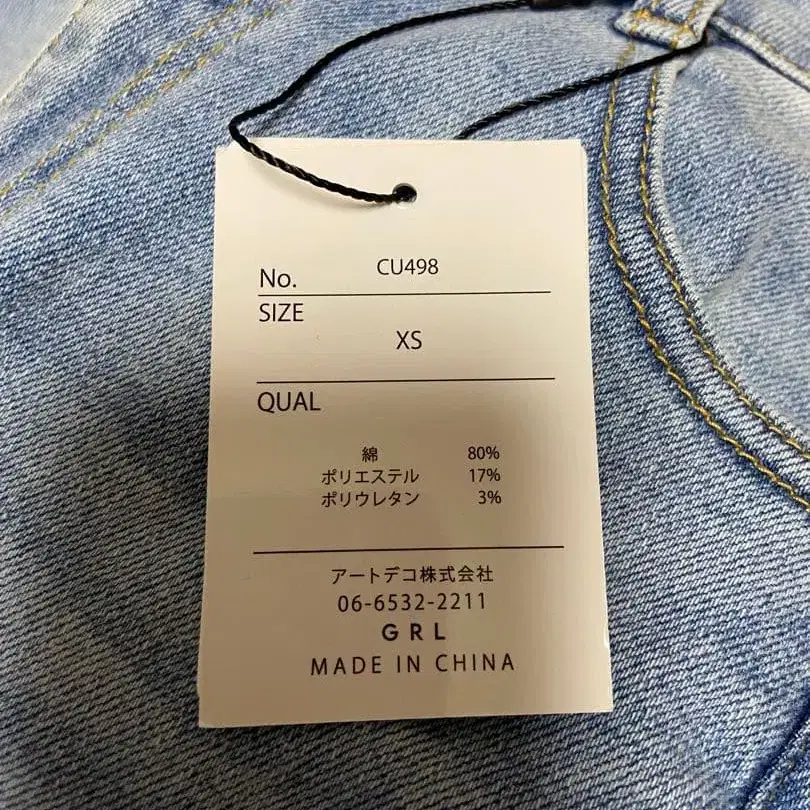 No. CU498
SIZE
XS
QUAL
綿 80%
ポリエステル 17%
ポリウレタン 3%
アートデコ株式会社
06-6532-2211
GRL
MADE IN CHINA